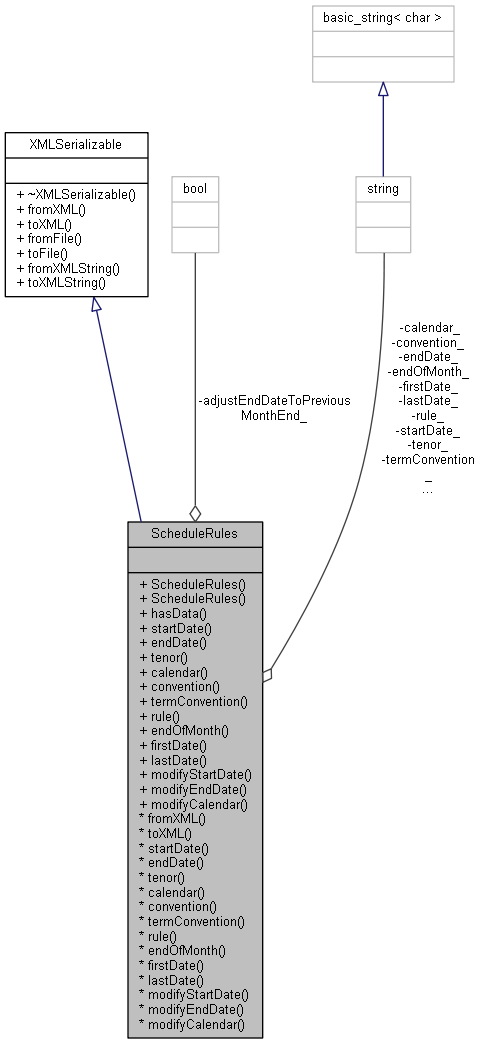 basic_string< char >
XMLSerializable
+ ~XMLSerializable()
+ fromXML()
+ toXML()
+ fromFile()
+ toFile()
+ fromXMLString()
+ toXMLString()
bool
string
-adjustEndDateToPrevious
MonthEnd_
-calendar_
-convention_
-endDate_
-endOfMonth_
-firstDate_
-lastDate_
-rule_
-startDate_
-tenor_
-termConvention
_
...
ScheduleRules
+ ScheduleRules()
+ ScheduleRules()
+ hasData()
+ startDate()
+ endDate()
+ tenor()
+ calendar()
+ convention()
+ termConvention()
+ rule()
+ endOfMonth()
+ firstDate()
+ lastDate()
+ modifyStartDate()
+ modifyEndDate()
+ modifyCalendar()
* fromXML()
* toXML()
* startDate()
* endDate()
* tenor()
* calendar()
* convention()
* termConvention()
* rule()
* endOfMonth()
* firstDate()
* lastDate()
* modifyStartDate()
* modifyEndDate()
* modifyCalendar()